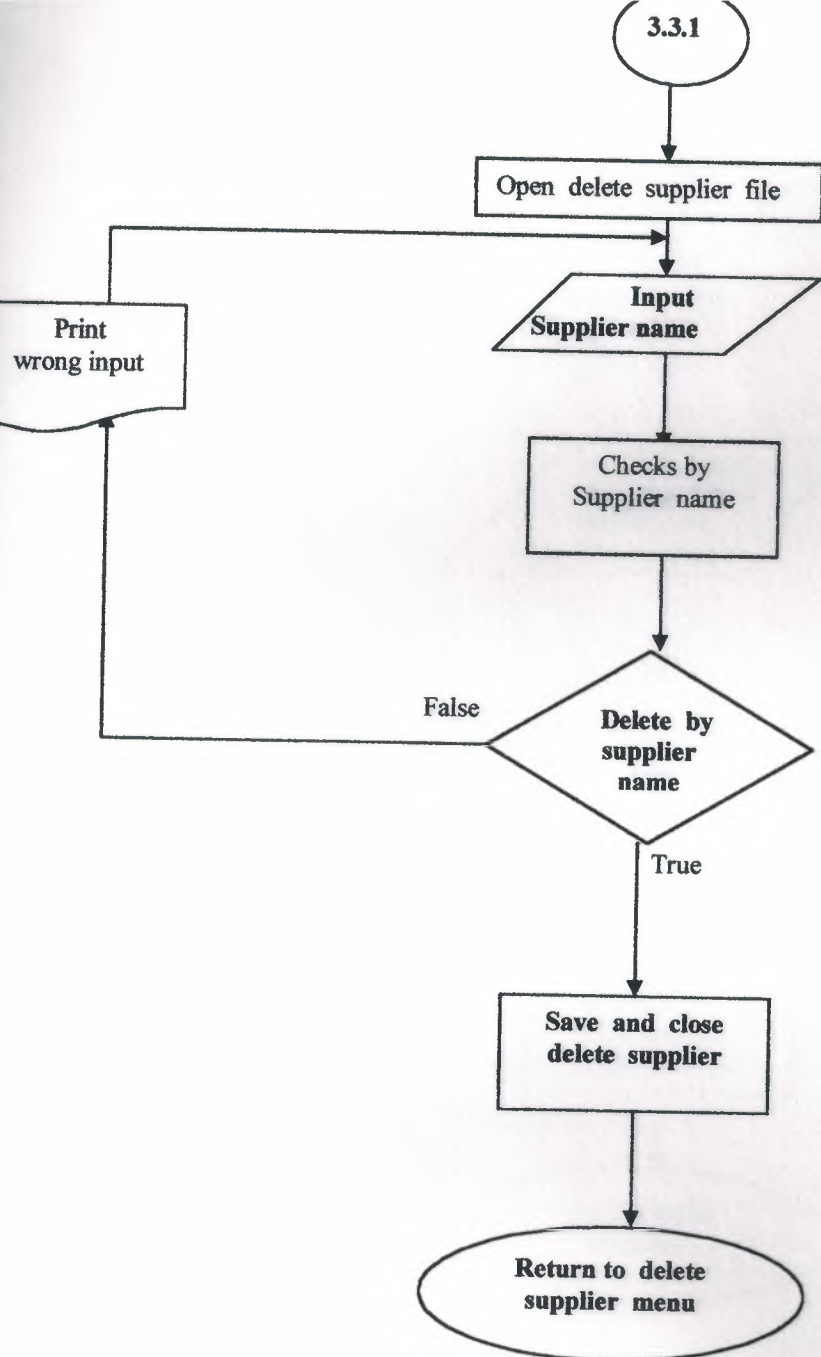 3.3.1
Open delete supplier file
Input
Supplier name
Print
wrong input
Checks by
Supplier name
False
Delete by
supplier
name
True
Save and close
delete supplier
Return to delete
supplier menu